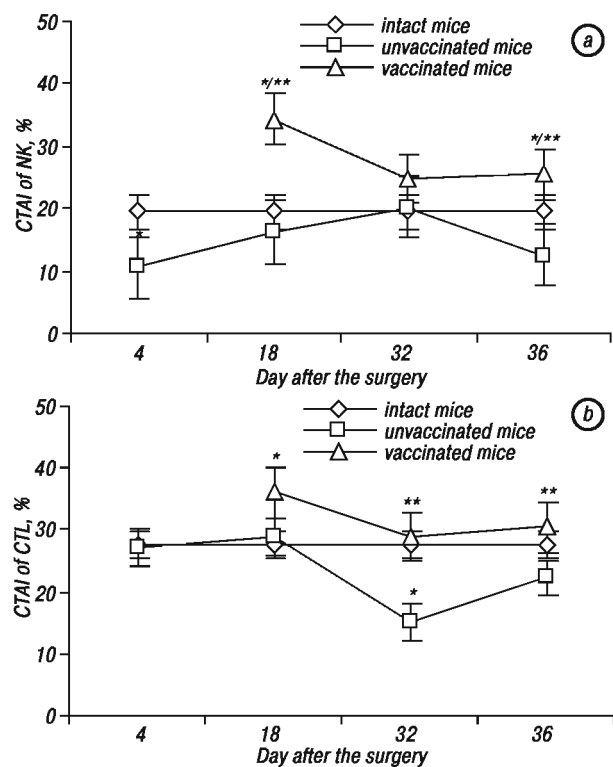 50
40
30
20
10
0
CTAI of NK, %
intact mice
unvaccinated mice
vaccinated mice
a
*/**
*/**
*
4 18 32 36
Day after the surgery
50
40
30
20
10
0
CTAI of CTL, %
intact mice
unvaccinated mice
vaccinated mice
b
*
**
**
*
4 18 32 36
Day after the surgery